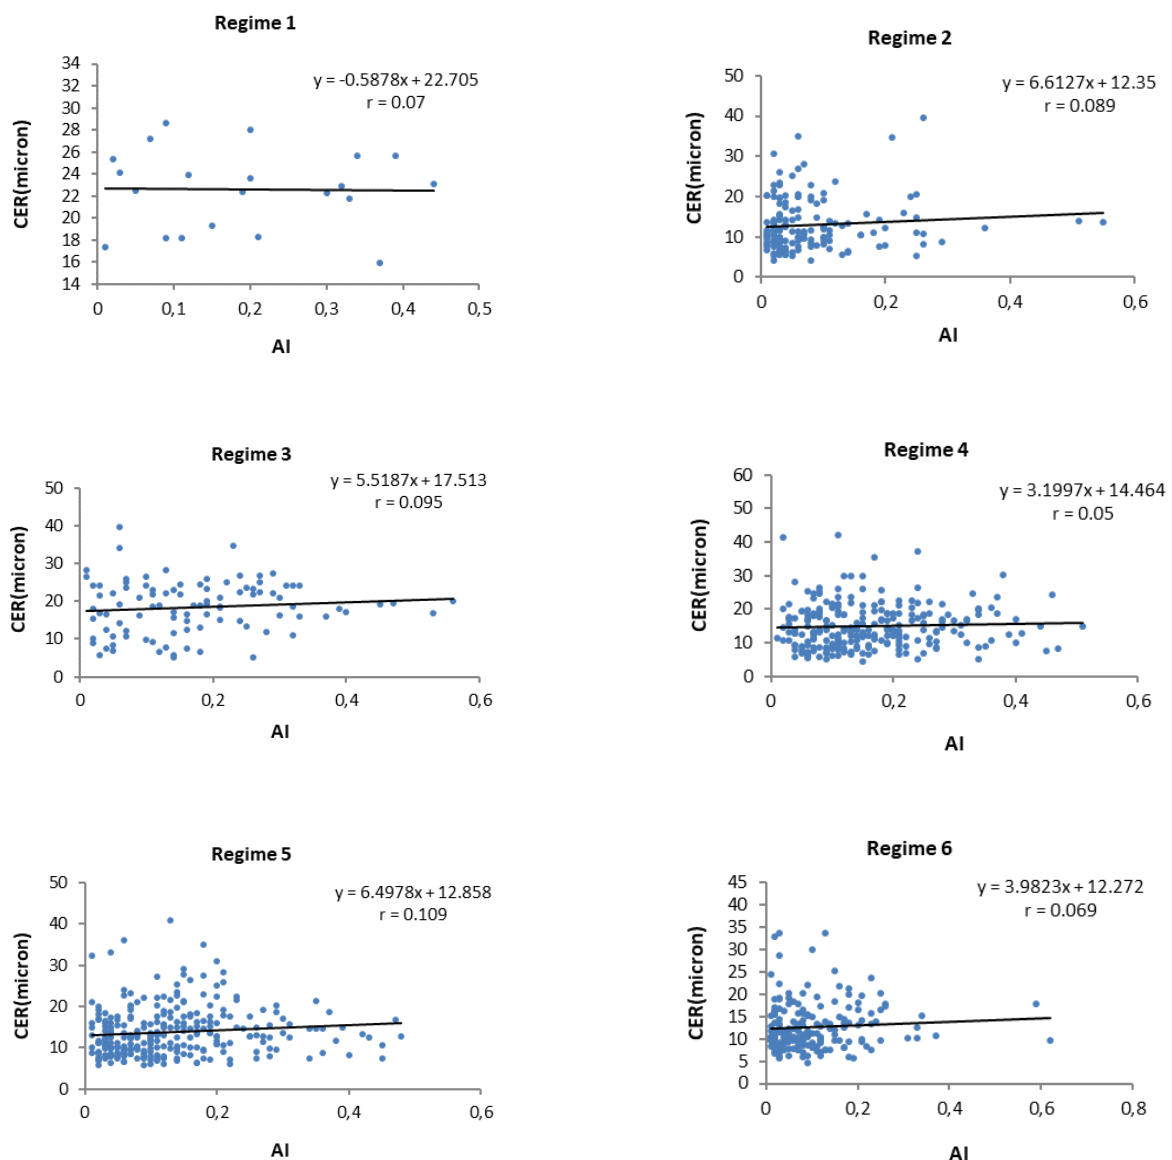 Regime 1
y = -0.5878x + 22.705
r = 0.07
CER(micron)
34
32
30
28
26
24
22
20
18
16
14
0
0,1
0,2
0,3
0,4
0,5
AI
Regime 2
y = 6.6127x + 12.35
r = 0.089
CER(micron)
50
40
30
20
10
0
0
0,2
0,4
0,6
AI
Regime 3
y = 5.5187x + 17.513
r = 0.095
CER(micron)
50
40
30
20
10
0
0
0,2
0,4
0,6
AI
Regime 4
y = 3.1997x + 14.464
r = 0.05
CER(micron)
60
50
40
30
20
10
0
0
0,2
0,4
0,6
AI
Regime 5
y = 6.4978x + 12.858
r = 0.109
CER(micron)
50
40
30
20
10
0
0
0,2
0,4
0,6
AI
Regime 6
y = 3.9823x + 12.272
r = 0.069
CER(micron)
45
40
35
30
25
20
15
10
5
0
0
0,2
0,4
0,6
0,8
AI